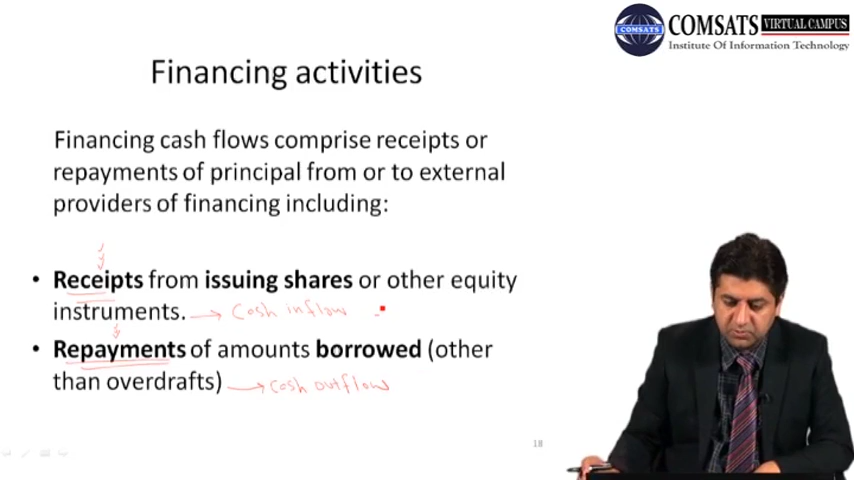 COMSATS VIRTUAL CAMPUS
COMSATS
Institute Of Information Technology
Financing activities
Financing cash flows comprise receipts or
repayments of principal from or to external
providers of financing including:
• Receipts from issuing shares or other equity
instruments. → Cash inflow
• Repayments of amounts borrowed (other
than overdrafts) → Cash outflow
18